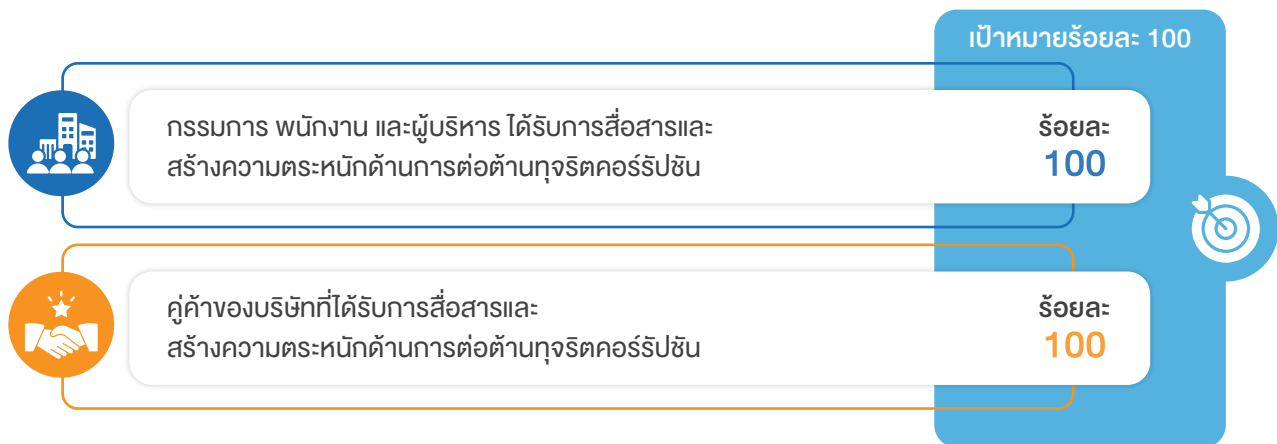 เป้าหมายร้อยละ 100
กรรมการ พนักงาน และผู้บริหาร ได้รับการสื่อสารและ
สร้างความตระหนักด้านการต่อต้านทุจริตคอร์รัปชัน
ร้อยละ
100
คู่ค้าของบริษัทที่ได้รับการสื่อสารและ
สร้างความตระหนักด้านการต่อต้านทุจริตคอร์รัปชัน
ร้อยละ
100